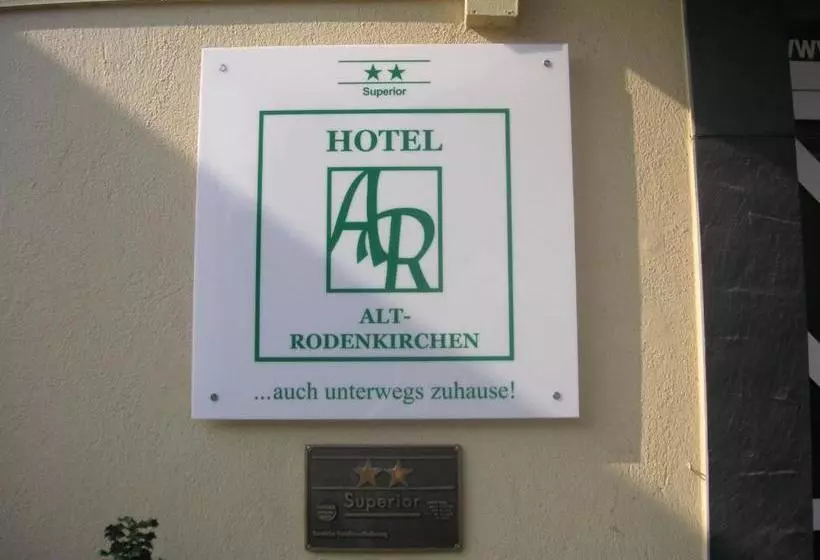 ★★
Superior
HOTEL
AR
ALT-
RODENKIRCHEN
...auch unterwegs zuhause!
★★
Superior